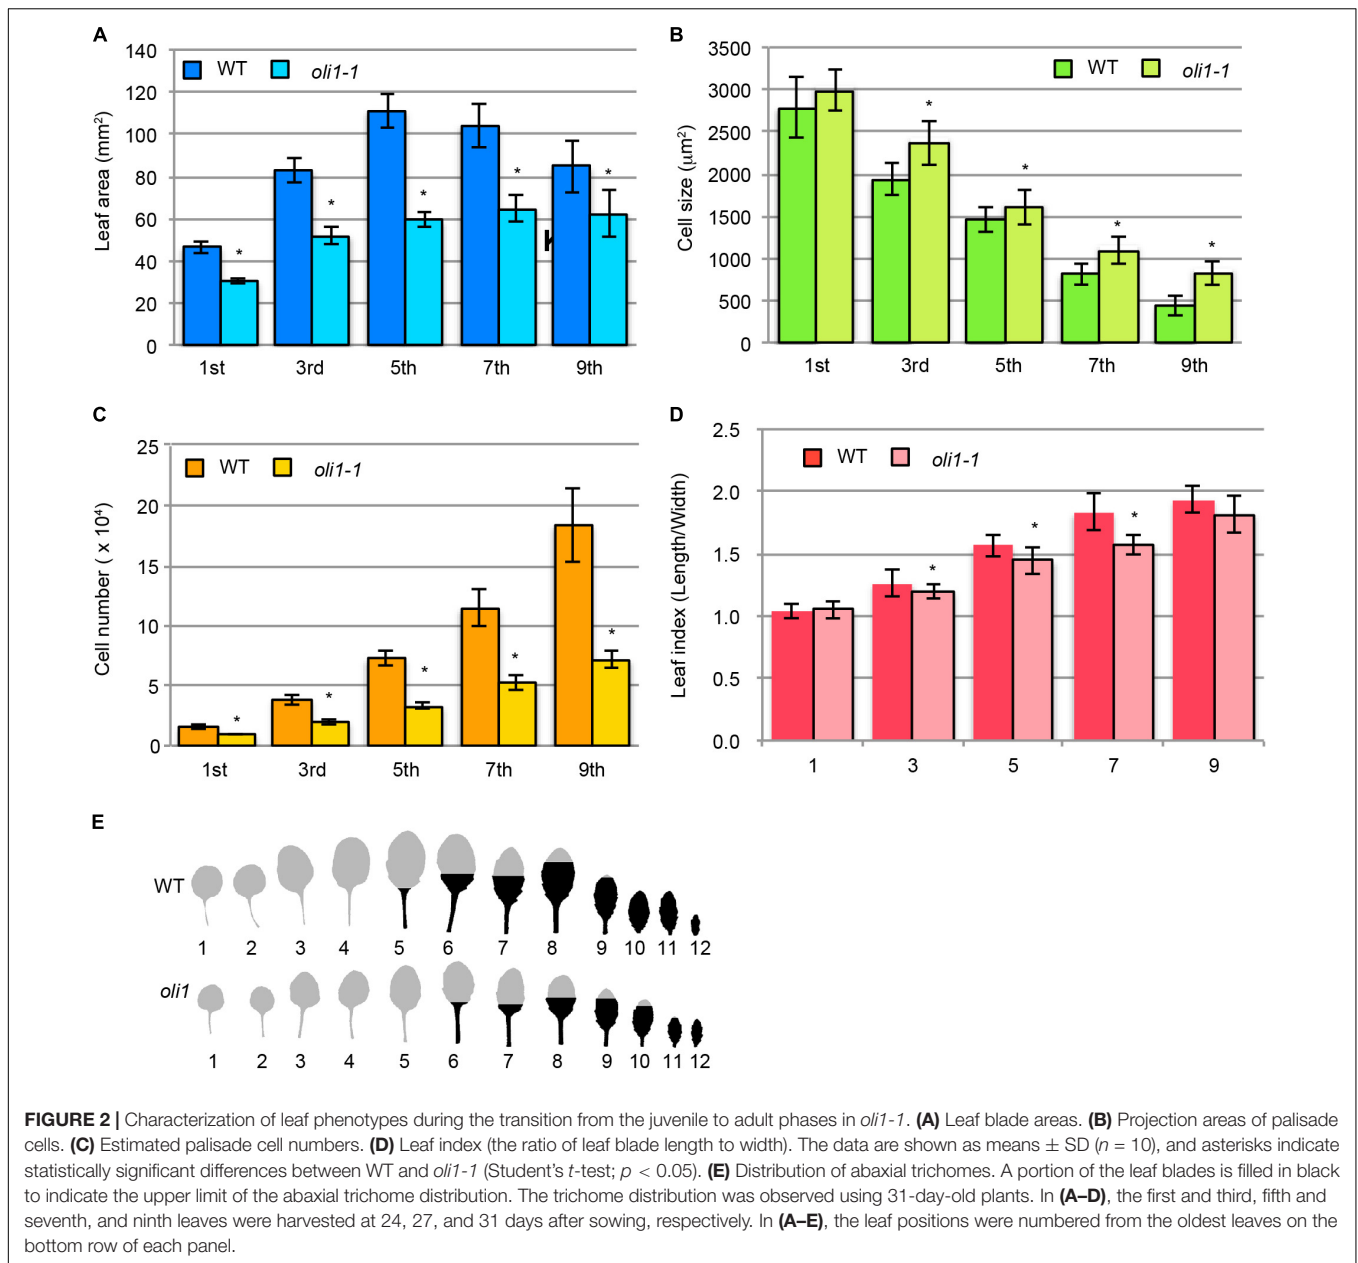 A
Leaf area (mm²)
140
120
100
80
60
40
20
0
WT oli1-1
* * * * *
1st 3rd 5th 7th 9th
B
Cell size (µm²)
3500
3000
2500
2000
1500
1000
500
0
WT oli1-1
* * * *
1st 3rd 5th 7th 9th
C
Cell number ( x 10⁴)
25
20
15
10
5
0
WT oli1-1
* * * * *
1st 3rd 5th 7th 9th
D
Leaf index (Length/Width)
2.5
2.0
1.5
1.0
0.5
0.0
WT oli1-1
* * *
1 3 5 7 9
E
WT
1 2 3 4 5 6 7 8 9 10 11 12
oli1
1 2 3 4 5 6 7 8 9 10 11 12
FIGURE 2 | Characterization of leaf phenotypes during the transition from the juvenile to adult phases in oli1-1. (A) Leaf blade areas. (B) Projection areas of palisade
cells. (C) Estimated palisade cell numbers. (D) Leaf index (the ratio of leaf blade length to width). The data are shown as means ± SD (n = 10), and asterisks indicate
statistically significant differences between WT and oli1-1 (Student's t-test; p < 0.05). (E) Distribution of abaxial trichomes. A portion of the leaf blades is filled in black
to indicate the upper limit of the abaxial trichome distribution. The trichome distribution was observed using 31-day-old plants. In (A–D), the first and third, fifth and
seventh, and ninth leaves were harvested at 24, 27, and 31 days after sowing, respectively. In (A–E), the leaf positions were numbered from the oldest leaves on the
bottom row of each panel.